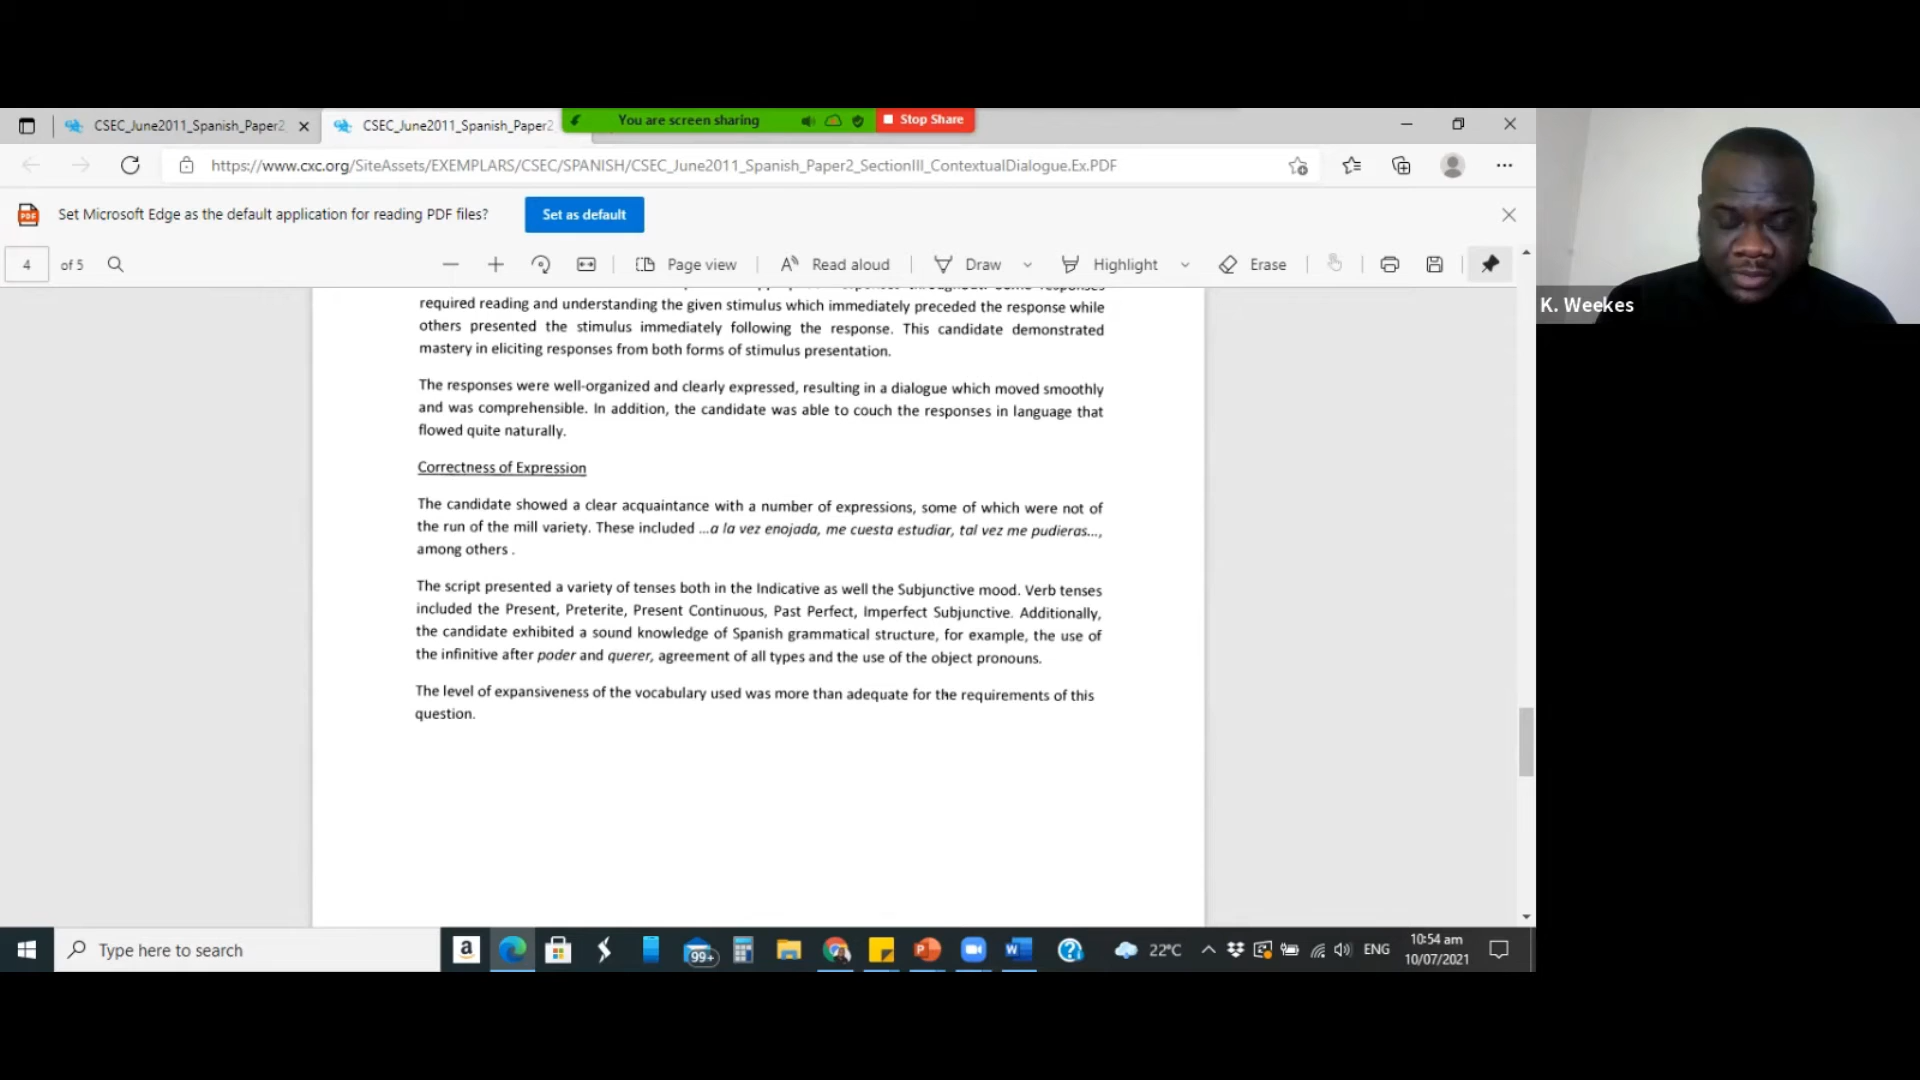 CSEC_June2011_Spanish_Paper2
CSEC_June2011_Spanish_Paper2
You are screen sharing
Stop Share
https://www.cxc.org/SiteAssets/EXEMPLARS/CSEC/SPANISH/CSEC_June2011_Spanish_Paper2_SectionIII_ContextualDialogue.Ex.PDF
PDF
Set Microsoft Edge as the default application for reading PDF files?
Set as default
4 of 5
Page view
Read aloud
Draw
Highlight
Erase
required reading and understanding the given stimulus which immediately preceded the response while
others presented the stimulus immediately following the response. This candidate demonstrated
mastery in eliciting responses from both forms of stimulus presentation.
The responses were well-organized and clearly expressed, resulting in a dialogue which moved smoothly
and was comprehensible. In addition, the candidate was able to couch the responses in language that
flowed quite naturally.
Correctness of Expression
The candidate showed a clear acquaintance with a number of expressions, some of which were not of
the run of the mill variety. These included ...a la vez enojada, me cuesta estudiar, tal vez me pudieras...,
among others .
The script presented a variety of tenses both in the Indicative as well the Subjunctive mood. Verb tenses
included the Present, Preterite, Present Continuous, Past Perfect, Imperfect Subjunctive. Additionally,
the candidate exhibited a sound knowledge of Spanish grammatical structure, for example, the use of
the infinitive after poder and querer, agreement of all types and the use of the object pronouns.
The level of expansiveness of the vocabulary used was more than adequate for the requirements of this
question.
K. Weekes
Type here to search
99+
22°C
ENG
10:54 am
10/07/2021